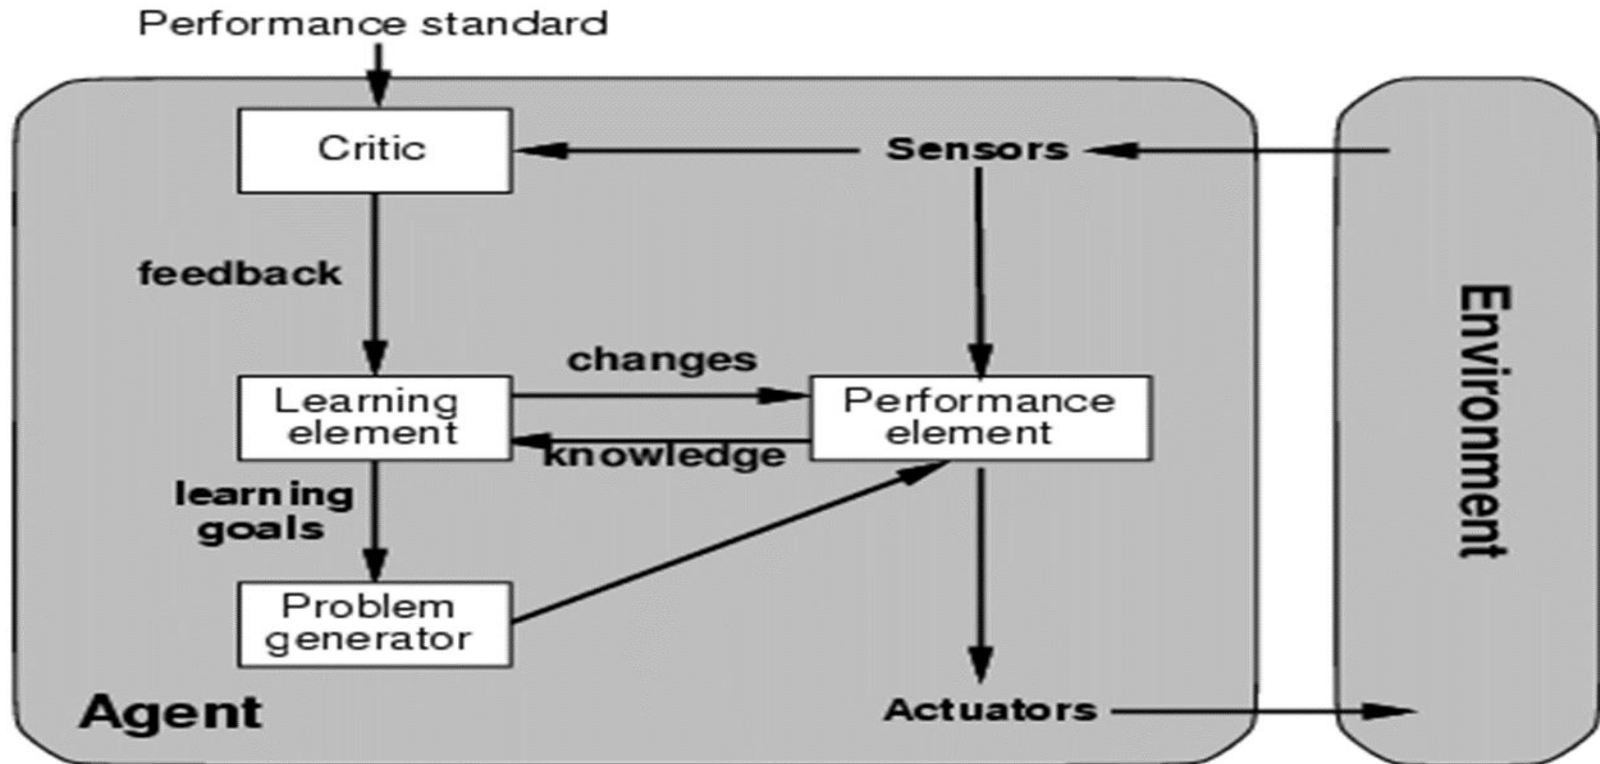 Performance standard
Critic
Sensors
feedback
changes
Learning
element
Performance
element
knowledge
learning
goals
Problem
generator
Agent
Actuators
Environment